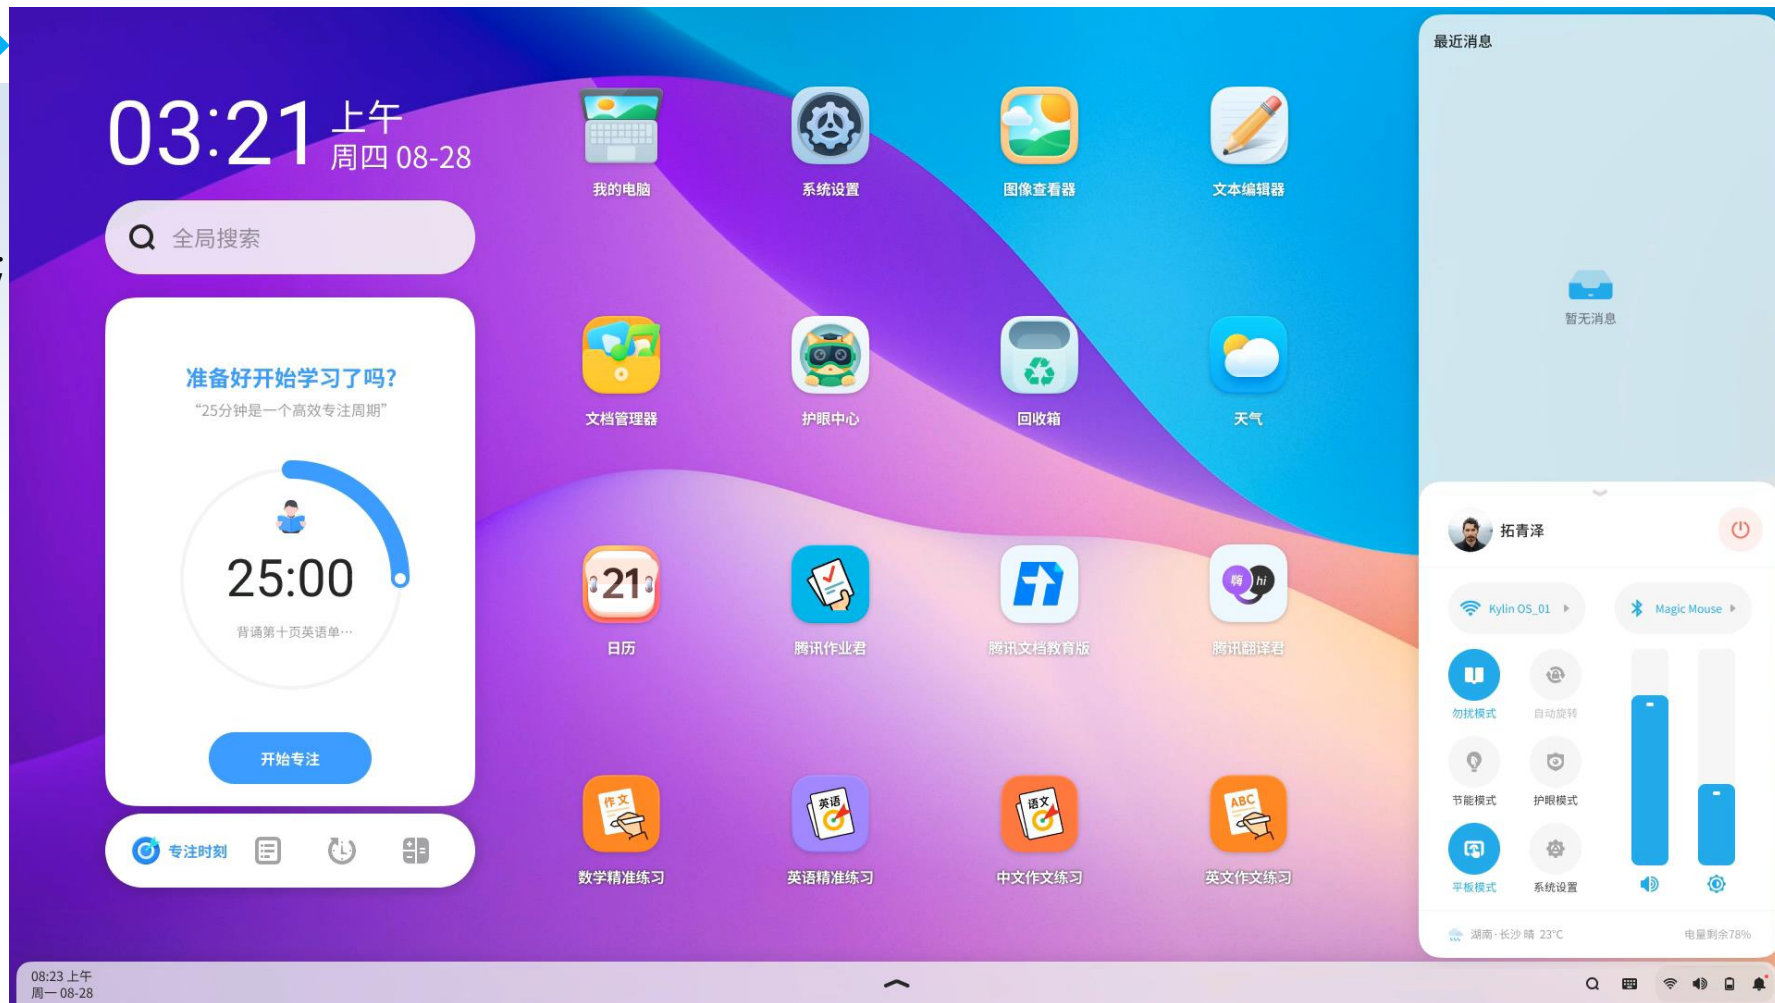 03:21
上午
周四 08-28
全局搜索
准备好开始学习了吗?
“25分钟是一个高效专注周期”
25:00
背诵第十页英语单···
开始专注
专注时刻
我的电脑
系统设置
图像查看器
文本编辑器
文档管理器
护眼中心
回收箱
天气
21
嗨 hi
日历
腾讯作业君
腾讯文档教育版
腾讯翻译君
作文
英语
语文
ABC
数学精准练习
英语精准练习
中文作文练习
英文作文练习
最近消息
暂无消息
拓青泽
Kylin OS_01
Magic Mouse
勿扰模式
自动旋转
节能模式
护眼模式
平板模式
系统设置
湖南·长沙 晴 23°C
电量剩余78%
08:23 上午
周一 08-28